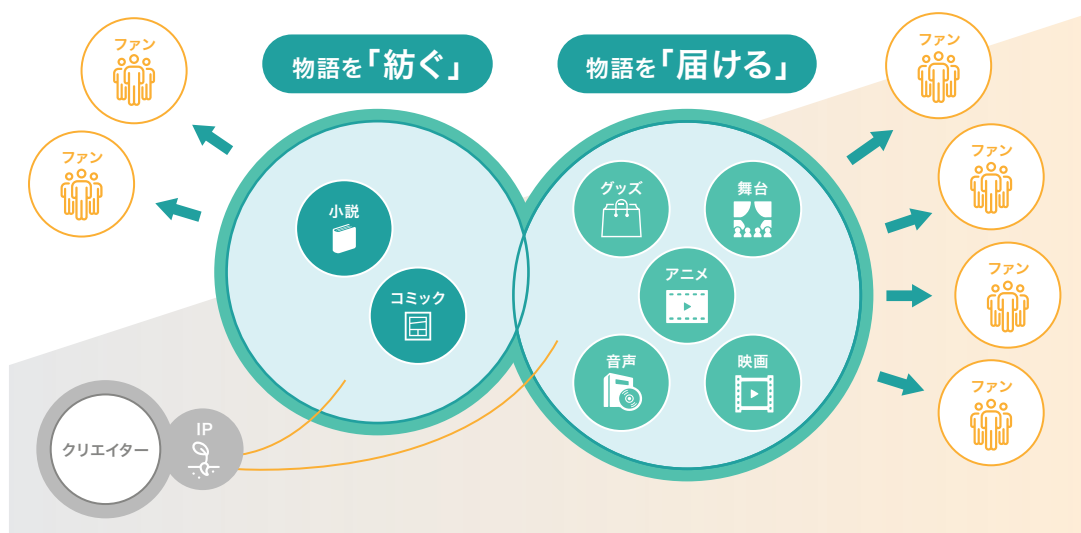 ファン
ファン
物語を「紡ぐ」
物語を「届ける」
小説
コミック
グッズ
舞台
アニメ
音声
映画
ファン
ファン
ファン
ファン
クリエイター
IP